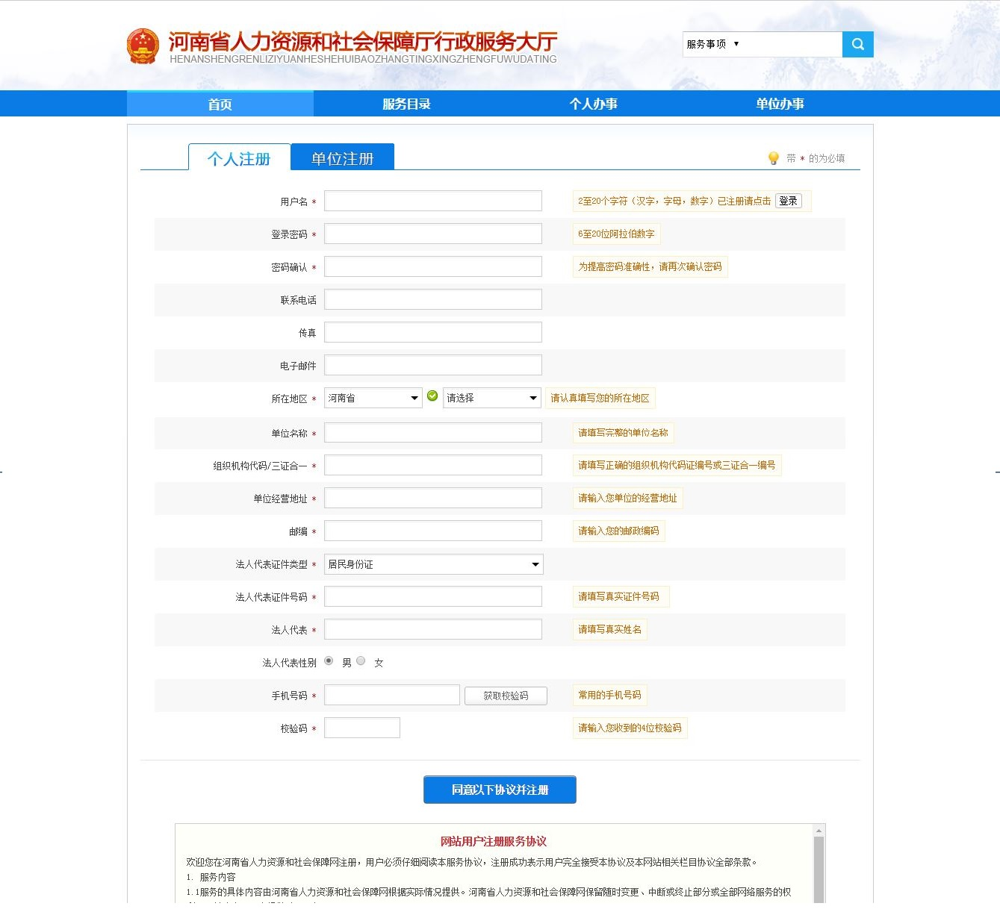 河南省人力资源和社会保障厅行政服务大厅
HENANSHENGRENLIZIYUANHESHEHUIBAOZHANGTINGXINGZHENGFUWUDATING
服务事项
首页 服务目录 个人办事 单位办事
个人注册 单位注册 带 * 的为必填
用户名 * 2至20个字符（汉字，字母，数字）已注册请点击 登录
登录密码 * 6至20位阿拉伯数字
密码确认 * 为提高密码准确性，请再次确认密码
联系电话
传真
电子邮件
所在地区 * 河南省 请选择 请认真填写您的所在地区
单位名称 * 请填写完整的单位名称
组织机构代码/三证合一 * 请填写正确的组织机构代码证编号或三证合一编号
单位经营地址 * 请输入您单位的经营地址
邮编 * 请输入您的邮政编码
法人代表证件类型 * 居民身份证
法人代表证件号码 * 请填写真实证件号码
法人代表 * 请填写真实姓名
法人代表性别 男 女
手机号码 * 获取校验码 常用的手机号码
校验码 * 请输入您收到的4位校验码
同意以下协议并注册
网站用户注册服务协议
欢迎您在河南省人力资源和社会保障网注册，用户必须仔细阅读本服务协议，注册成功表示用户完全接受本协议及本网站相关栏目协议全部条款。
1. 服务内容
1.1服务的具体内容由河南省人力资源和社会保障网根据实际情况提供。河南省人力资源和社会保障网保留随时变更、中断或终止部分或全部网络服务的权